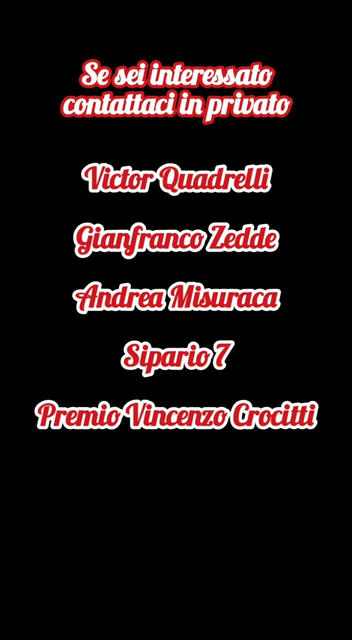 Se sei interessato
contattaci in privato
Victor Quadrelli
Gianfranco Zedde
Andrea Misuraca
Sipario 7
Premio Vincenzo Crocitti